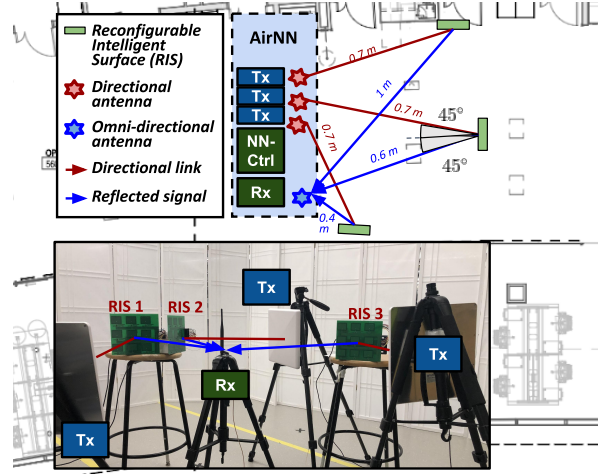 Reconfigurable
Intelligent
Surface (RIS)
Directional
antenna
Omni-directional
antenna
Directional link
Reflected signal
AirNN
Tx
Tx
Tx
NN-
Ctrl
Rx
0.7 m
1 m
0.7 m
0.7 m
0.6 m
0.4
m
45°
45°
OP
560
RIS 1
RIS 2
Tx
RIS 3
Tx
Rx
Tx